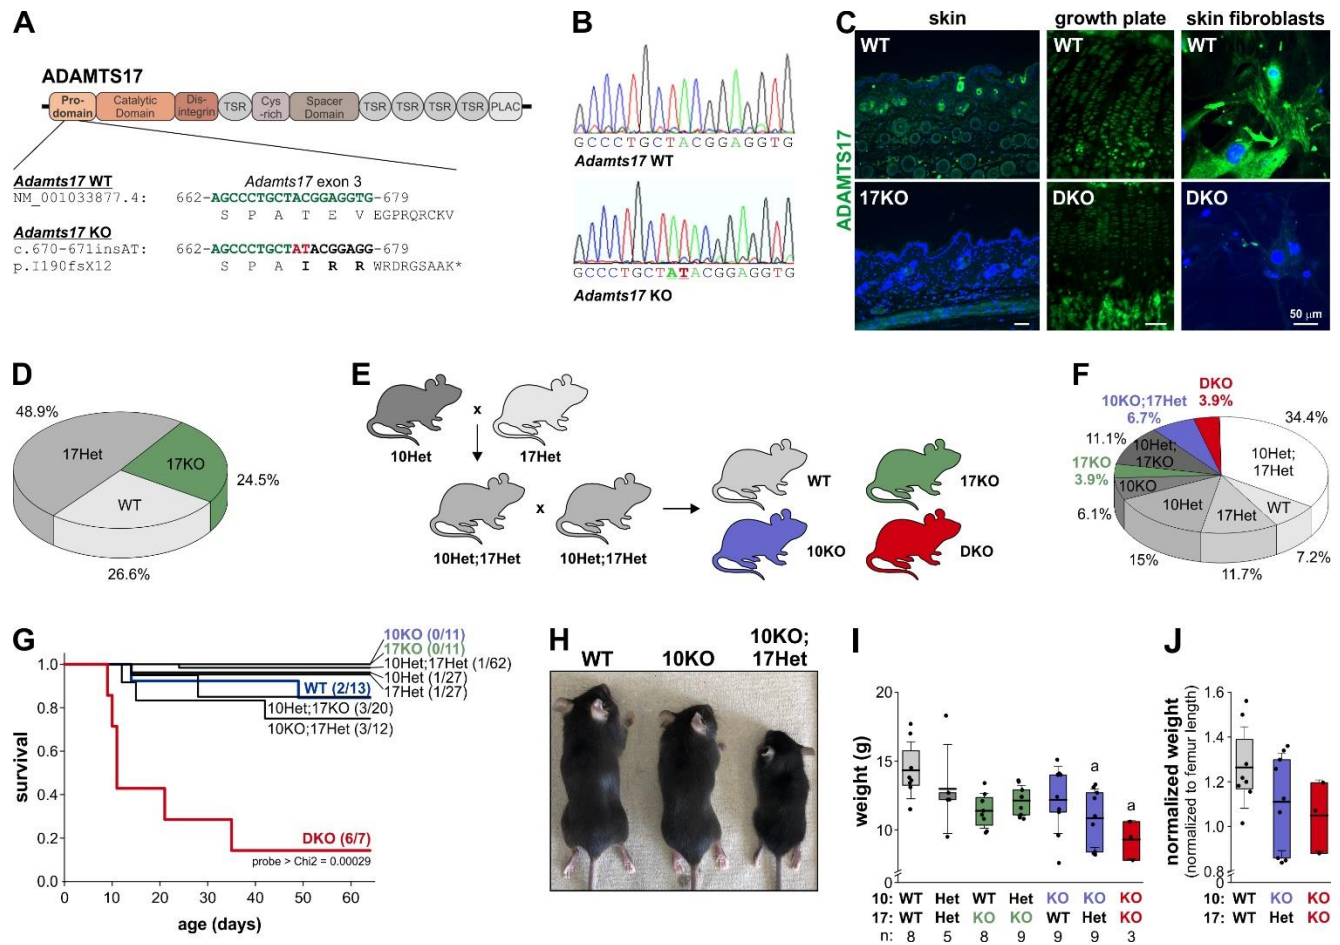 A
ADAMTS17
Pro-
domain
Catalytic
Domain
Dis-
integrin
TSR
Cys
-rich
Spacer
Domain
TSR
TSR
TSR
TSR
PLAC
Adamts17 WT
Adamts17 exon 3
NM_001033877.4:
662-AGCCCTGCTACGGAGGTG-679
S P A T E V EGPRQRCKV
Adamts17 KO
c.670-671insAT:
662-AGCCCTGCTATACGGAGG-679
p.I190fsX12
S P A I R R WRDRGSAAK*
B
GCCCTGCTACGGAGGTG
Adamts17 WT
GCCCTGCTATACGGAGGTG
Adamts17 KO
C
skin
growth plate
skin fibroblasts
ADAMTS17
WT
WT
WT
17KO
DKO
DKO
50 μm
D
48.9%
17Het
17KO
24.5%
WT
26.6%
E
10Het
x
17Het
10Het;17Het
x
10Het;17Het
WT
17KO
10KO
DKO
F
DKO
3.9%
10KO;17Het
6.7%
34.4%
11.1%
10Het;
17KO
10Het;
17Het
17KO
3.9%
10KO
6.1%
10Het
17Het
WT
15%
11.7%
7.2%
G
survival
1.0
0.8
0.6
0.4
0.2
0.0
10KO (0/11)
17KO (0/11)
10Het;17Het (1/62)
10Het (1/27)
17Het (1/27)
WT (2/13)
10Het;17KO (3/20)
10KO;17Het (3/12)
DKO (6/7)
probe > Chi2 = 0.00029
0 10 20 30 40 50 60
age (days)
H
WT
10KO
10KO;
17Het
I
weight (g)
20
15
10
0
a
a
10: WT Het WT Het KO KO KO
17: WT Het KO KO WT Het KO
n: 8 5 8 9 9 9 3
J
normalized weight
(normalized to femur length)
1.6
1.4
1.2
1.0
0.8
0
10: WT KO KO
17: WT Het KO